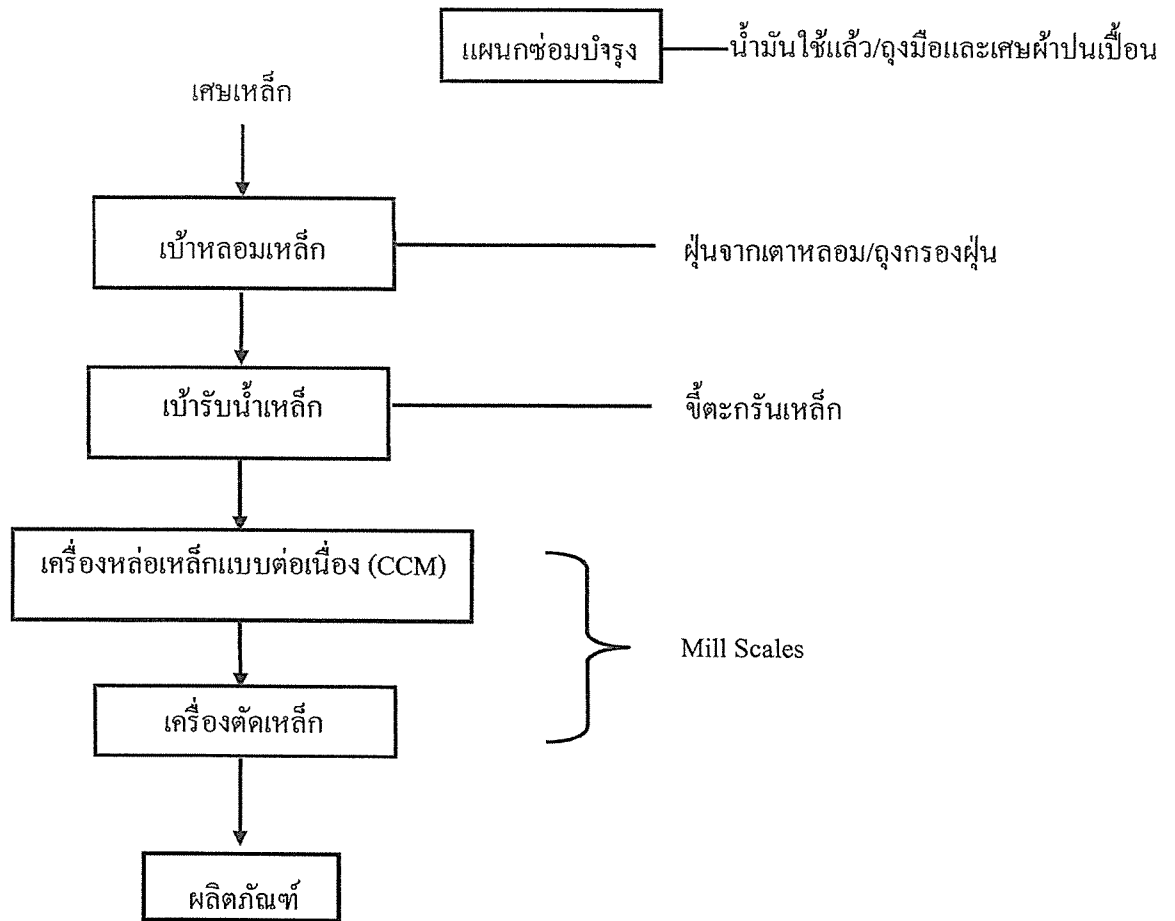 แผนกซ่อมบำรุง น้ำมันใช้แล้ว/ถุงมือและเศษผ้าปนเปื้อน
เศษเหล็ก
เบ้าหลอมเหล็ก ฝุ่นจากเตาหลอม/ถุงกรองฝุ่น
เบ้ารับน้ำเหล็ก ขี้ตะกรันเหล็ก
เครื่องหล่อเหล็กแบบต่อเนื่อง (CCM)
Mill Scales
เครื่องตัดเหล็ก
ผลิตภัณฑ์